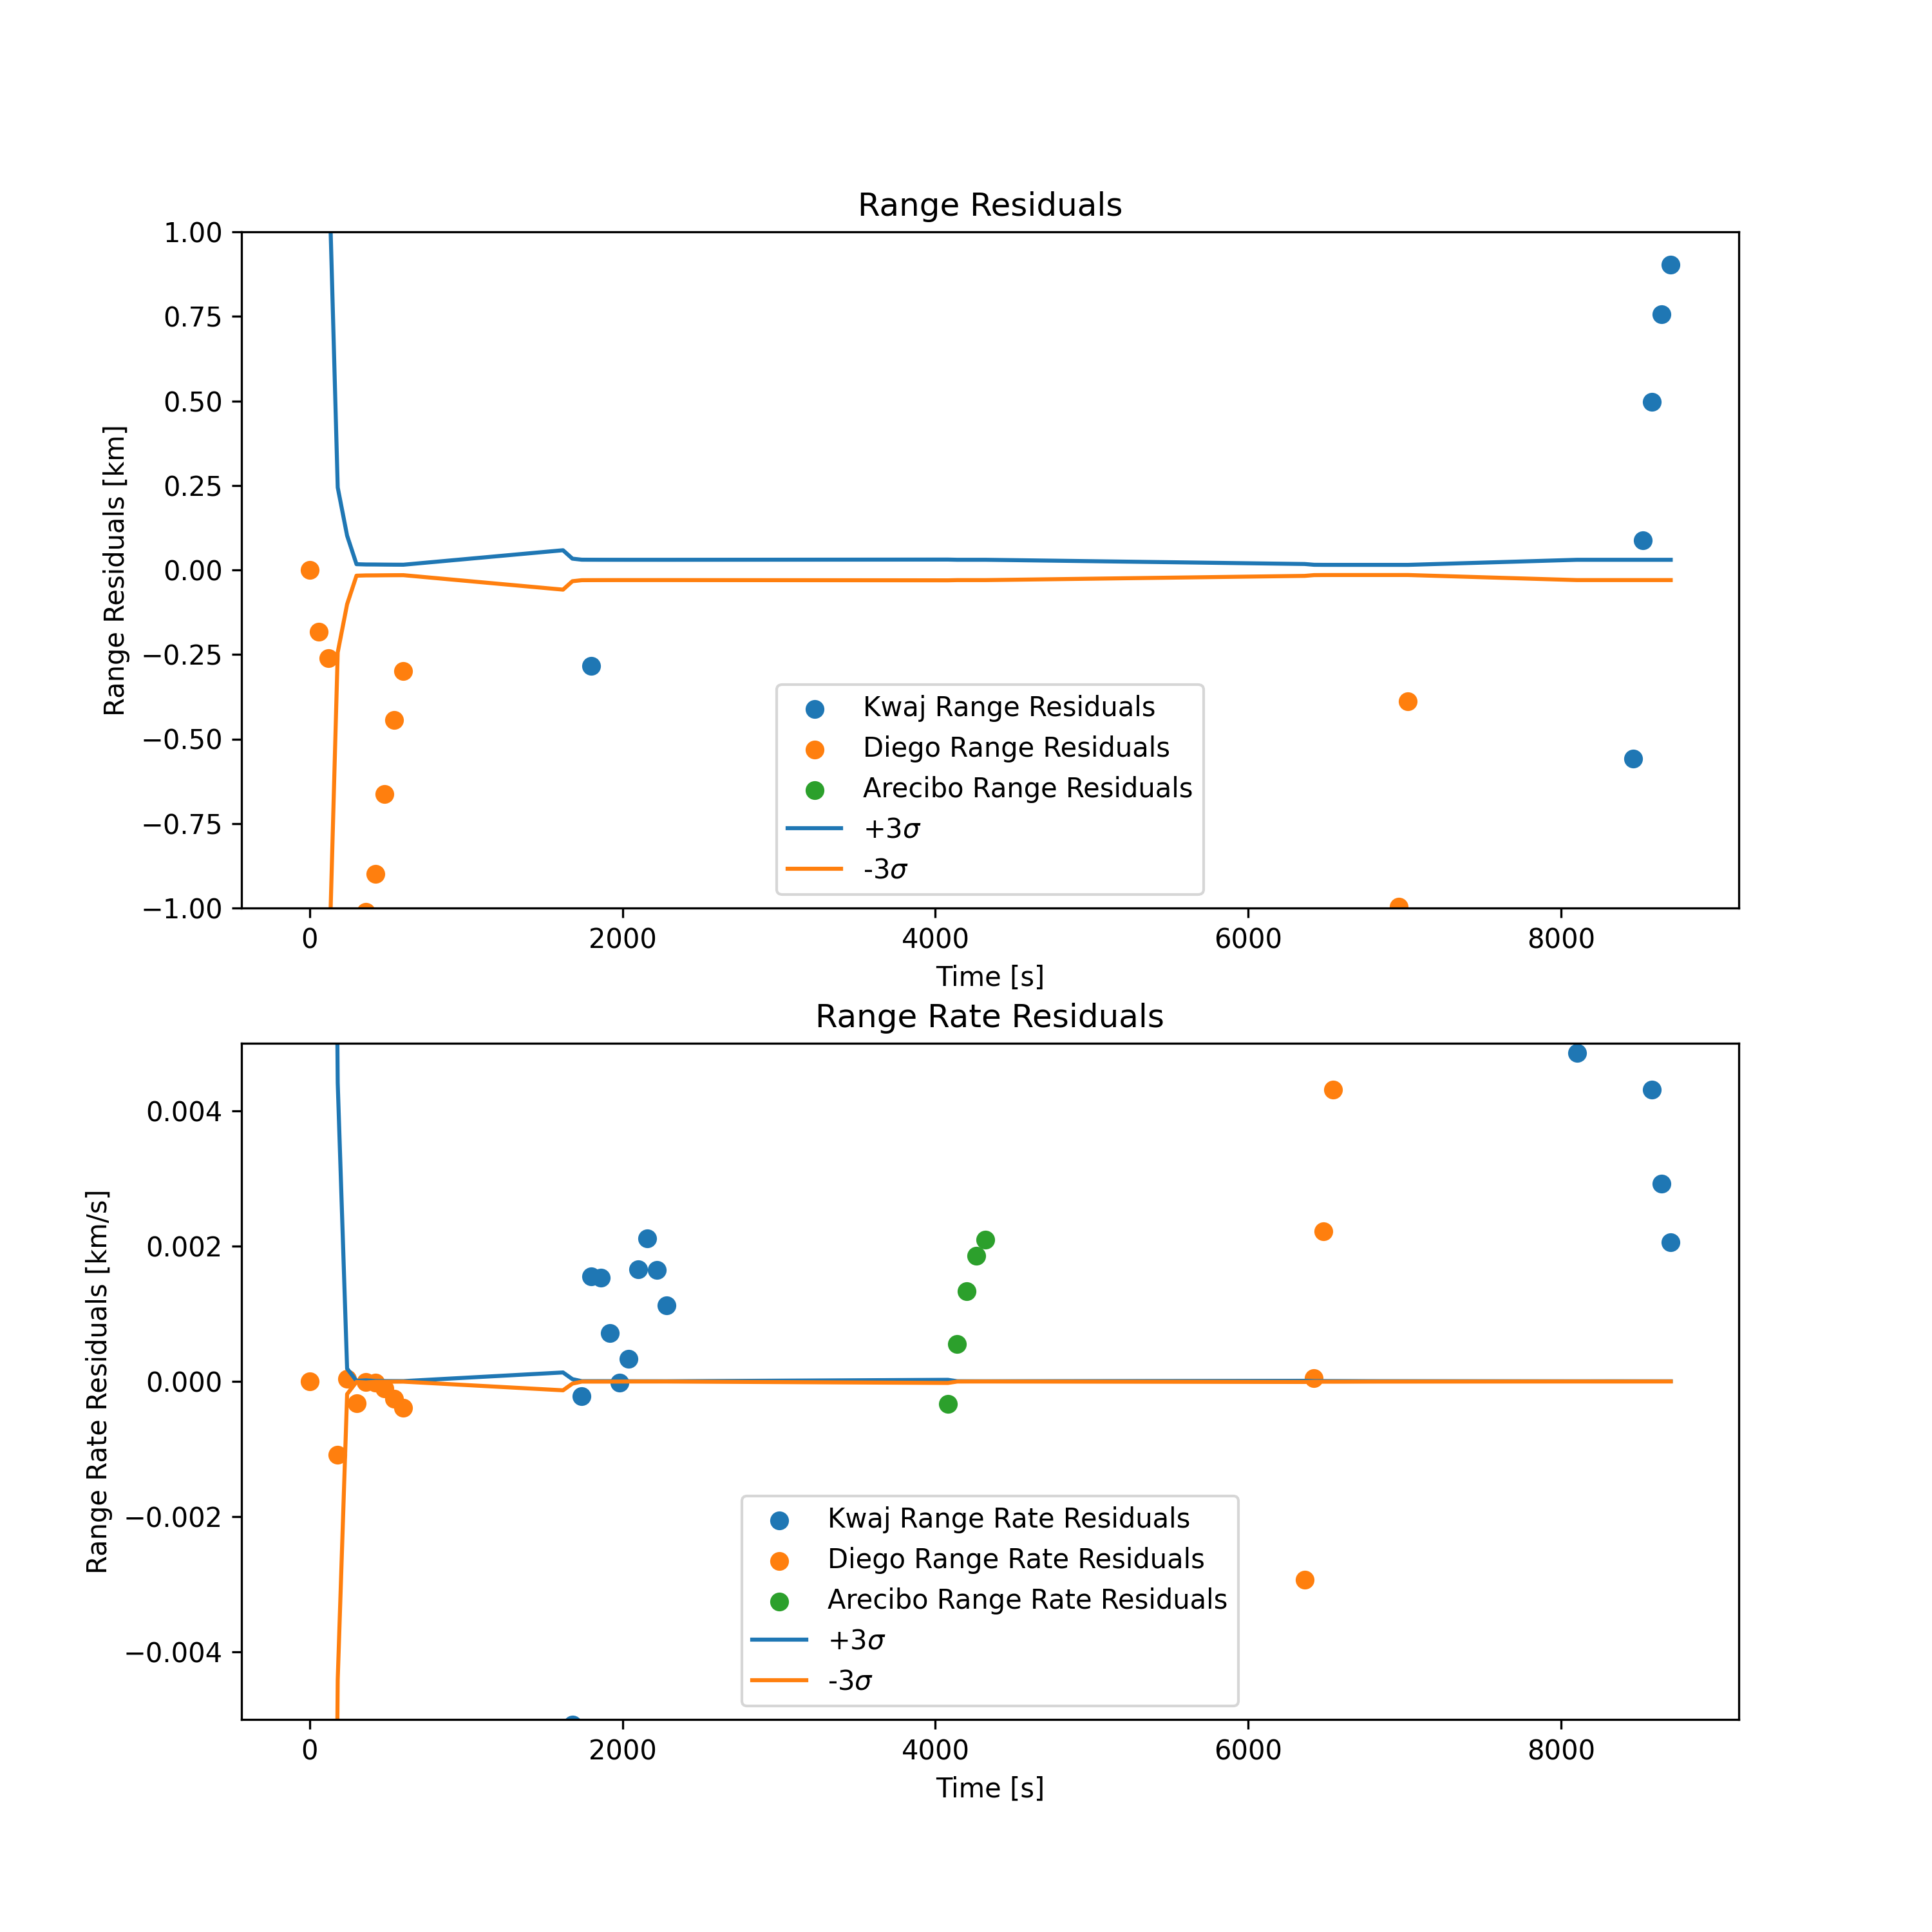 Range Residuals
1.00
0.75
0.50
0.25
0.00
−0.25
−0.50
−0.75
−1.00
Range Residuals [km]
Kwaj Range Residuals
Diego Range Residuals
Arecibo Range Residuals
+3σ
-3σ
0 2000 4000 6000 8000
Time [s]
Range Rate Residuals
0.004
0.002
0.000
−0.002
−0.004
Range Rate Residuals [km/s]
Kwaj Range Rate Residuals
Diego Range Rate Residuals
Arecibo Range Rate Residuals
+3σ
-3σ
0 2000 4000 6000 8000
Time [s]